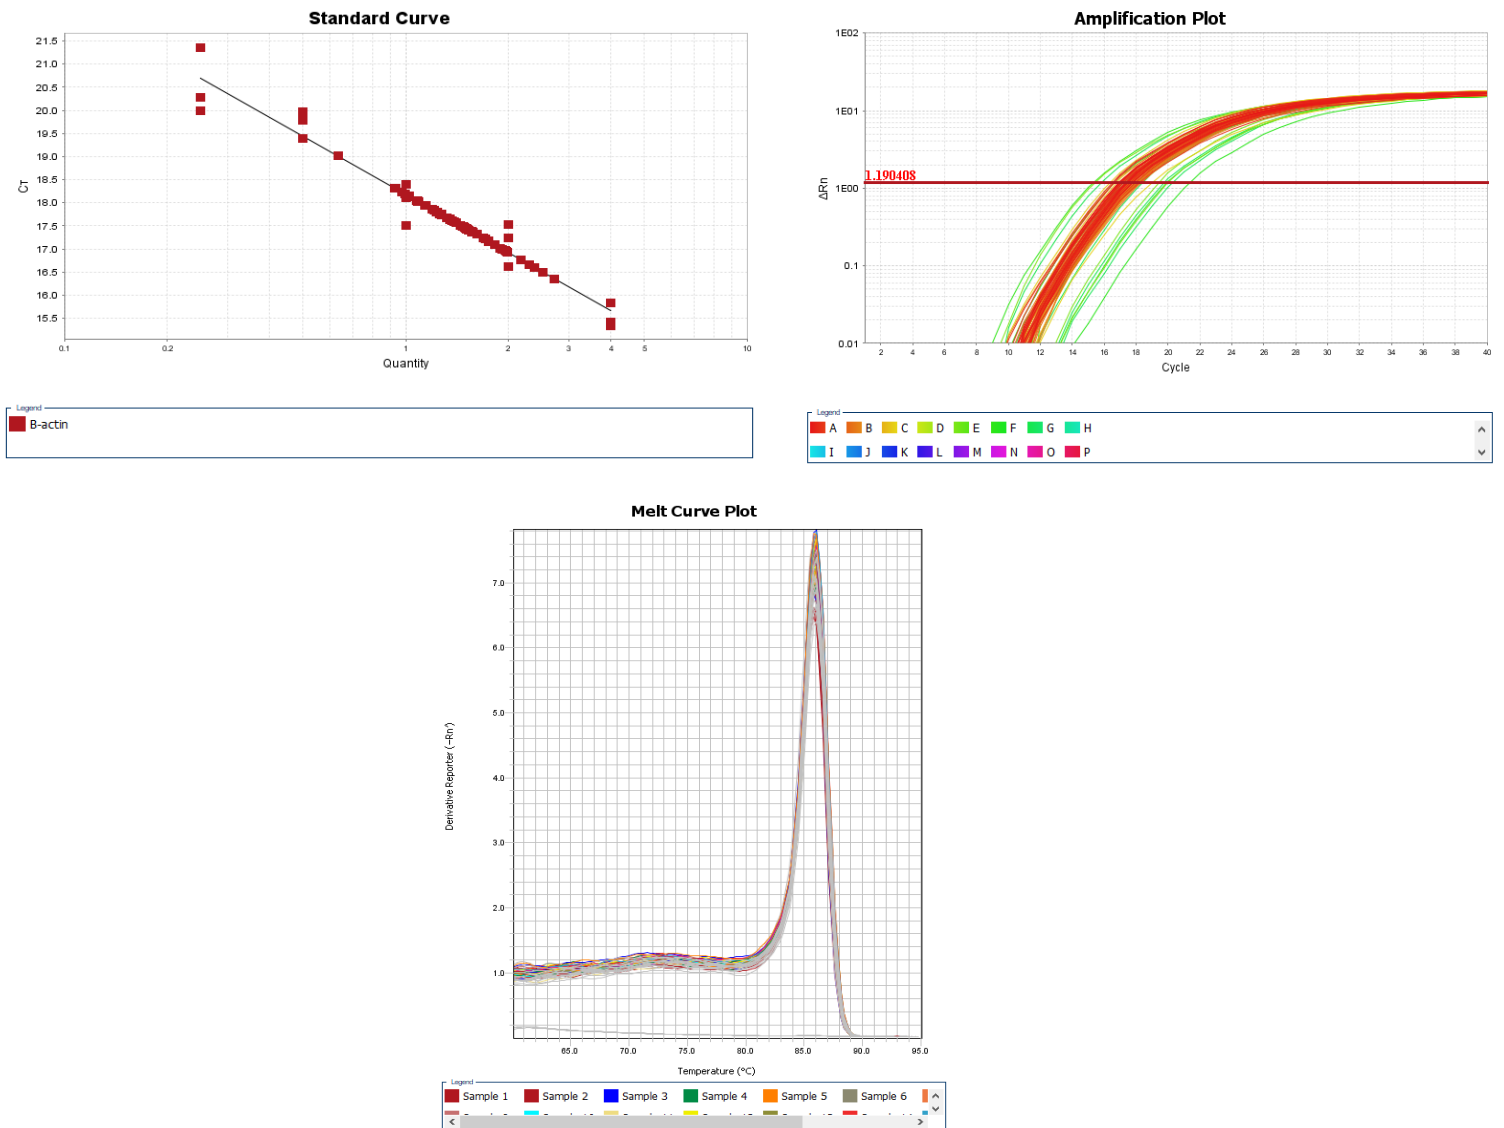 Standard Curve
21.5
21.0
20.5
20.0
19.5
19.0
18.5
18.0
17.5
17.0
16.5
16.0
15.5
CT
0.1 0.2 1 2 3 4 5 10
Quantity
Legend
B-actin
Amplification Plot
1E02
1E01
1E00
0.1
0.01
ΔRn
1.190408
2 4 6 8 10 12 14 16 18 20 22 24 26 28 30 32 34 36 38 40
Cycle
Legend
A B C D E F G H
I J K L M N O P
Melt Curve Plot
7.0
6.0
5.0
4.0
3.0
2.0
1.0
Derivative Reporter (-Rn')
65.0 70.0 75.0 80.0 85.0 90.0 95.0
Temperature (°C)
Legend
Sample 1 Sample 2 Sample 3 Sample 4 Sample 5 Sample 6